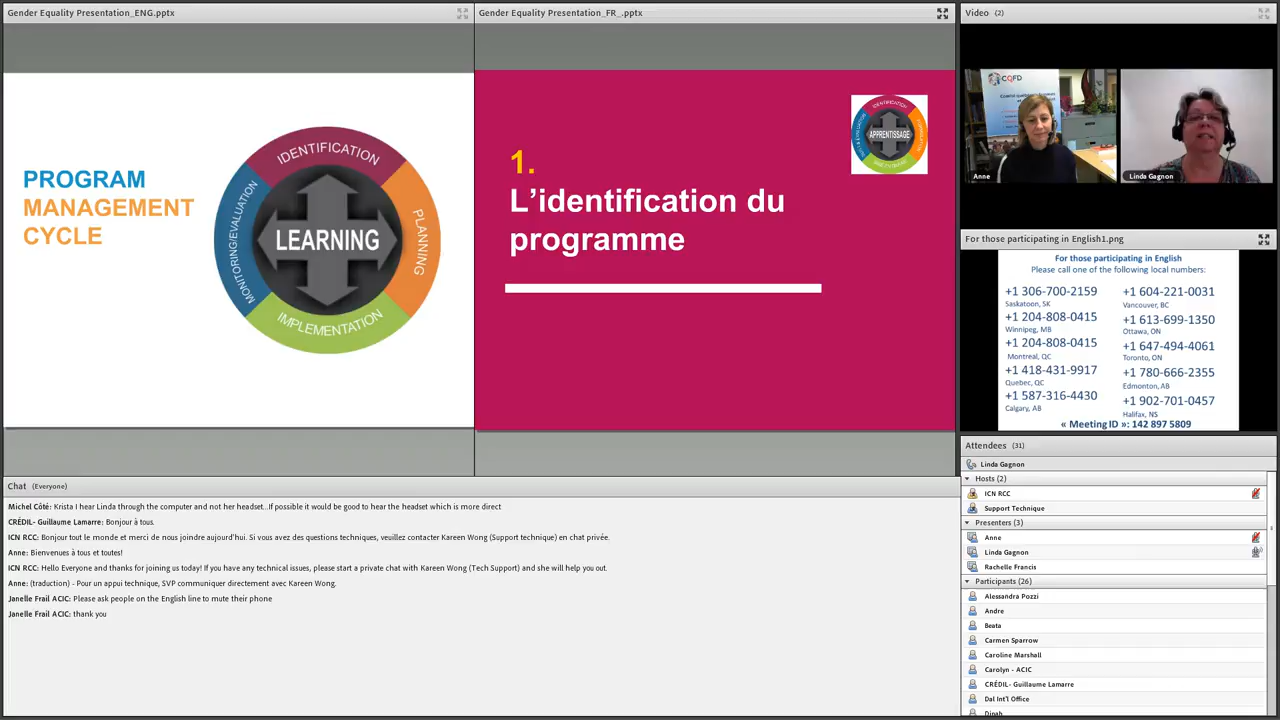 Gender Equality Presentation_ENG.pptx
PROGRAM
MANAGEMENT
CYCLE
IDENTIFICATION
PLANNING
IMPLEMENTATION
MONITORING/EVALUATION
LEARNING
Gender Equality Presentation_FR_.pptx
IDENTIFICATION
APPRENTISSAGE
1.
L’identification du
programme
Video (2)
CQFD
Anne
Linda Gagnon
For those participating in English1.png
For those participating in English
Please call one of the following local numbers:
+1 306-700-2159
Saskatoon, SK
+1 204-808-0415
Winnipeg, MB
+1 204-808-0415
Montreal, QC
+1 418-431-9917
Quebec, QC
+1 587-316-4430
Calgary, AB
+1 604-221-0031
Vancouver, BC
+1 613-699-1350
Ottawa, ON
+1 647-494-4061
Toronto, ON
+1 780-666-2355
Edmonton, AB
+1 902-701-0457
Halifax, NS
« Meeting ID »: 142 897 5809
Attendees (31)
Linda Gagnon
Hosts (2)
ICN RCC
Support Technique
Presenters (3)
Anne
Linda Gagnon
Rachelle Francis
Participants (26)
Alessandra Pozzi
Andre
Beata
Carmen Sparrow
Caroline Marshall
Carolyn - ACIC
CRÉDIL- Guillaume Lamarre
Dal Int'l Office
Dinah
Chat (Everyone)
Michel Côté: Krista I hear Linda through the computer and not her headset...If possible it would be good to hear the headset which is more direct
CRÉDIL- Guillaume Lamarre: Bonjour à tous.
ICN RCC: Bonjour tout le monde et merci de nous joindre aujourd'hui. Si vous avez des questions techniques, veuillez contacter Kareen Wong (Support technique) en chat privée.
Anne: Bienvenues à tous et toutes!
ICN RCC: Hello Everyone and thanks for joining us today! If you have any technical issues, please start a private chat with Kareen Wong (Tech Support) and she will help you out.
Anne: (traduction) - Pour un appui technique, SVP communiquer directement avec Kareen Wong.
Janelle Frail ACIC: Please ask people on the English line to mute their phone
Janelle Frail ACIC: thank you